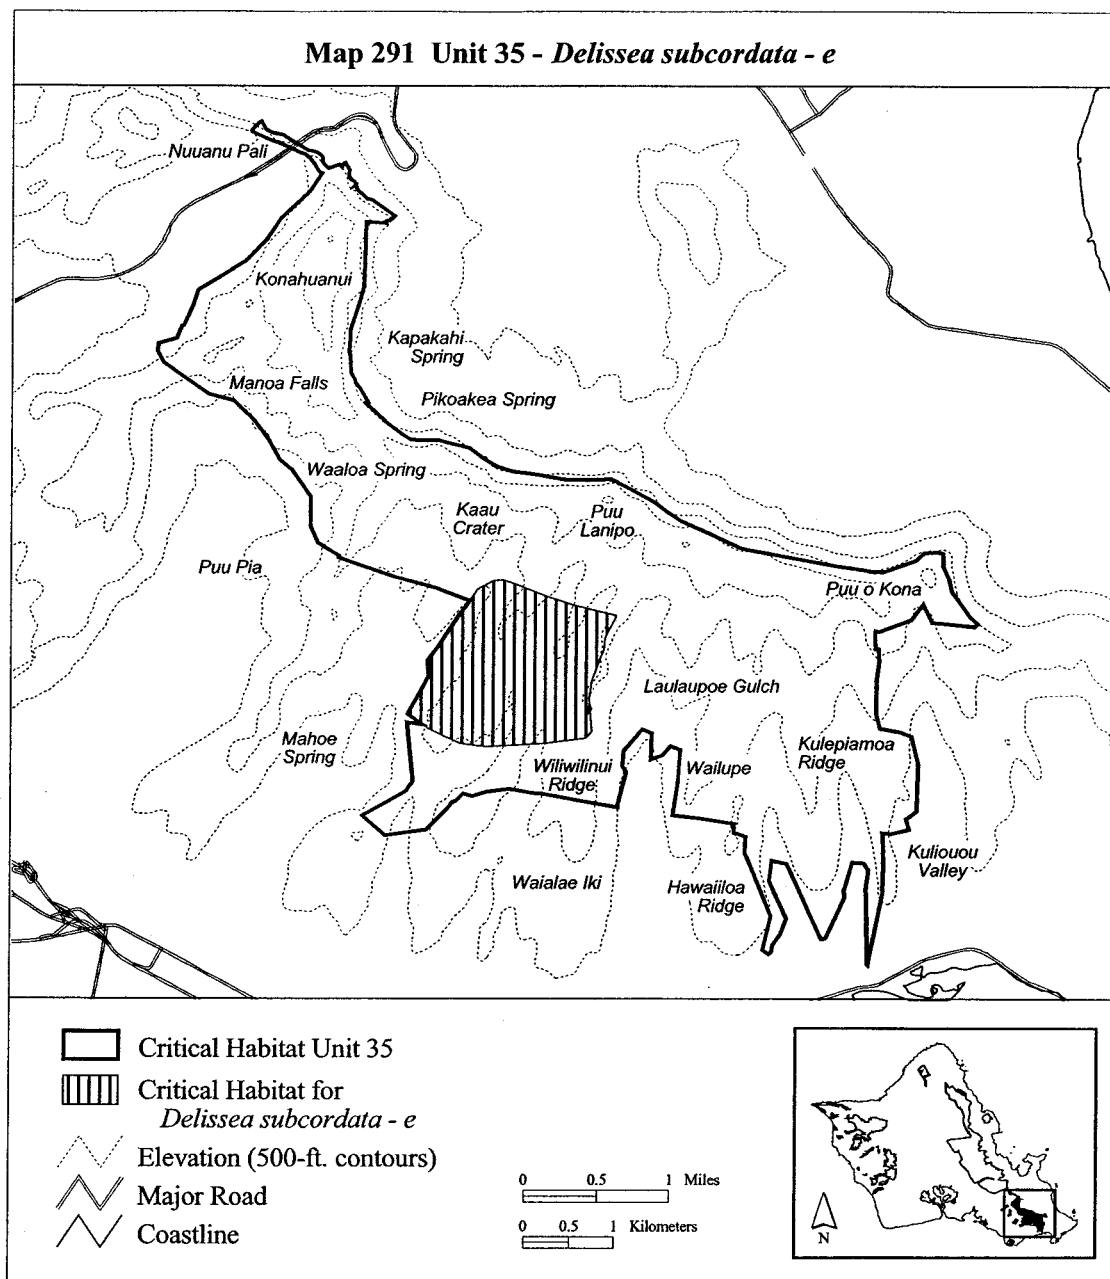 Map 291 Unit 35 - Delissea subcordata - e
Nuuanu Pali
Konahuanui
Kapakahi
Spring
Manoa Falls
Pikoakea Spring
Waaloa Spring
Kaau
Crater
Puu
Lanipo
Puu Pia
Puu o Kona
Laulaupoe Gulch
Mahoe
Spring
Wiliwilinui
Ridge
Wailupe
Kulepiamoa
Ridge
Kuliouou
Valley
Waialae Iki
Hawaiiloa
Ridge
Critical Habitat Unit 35
Critical Habitat for
Delissea subcordata - e
Elevation (500-ft. contours)
Major Road
Coastline
0 0.5 1 Miles
0 0.5 1 Kilometers
N